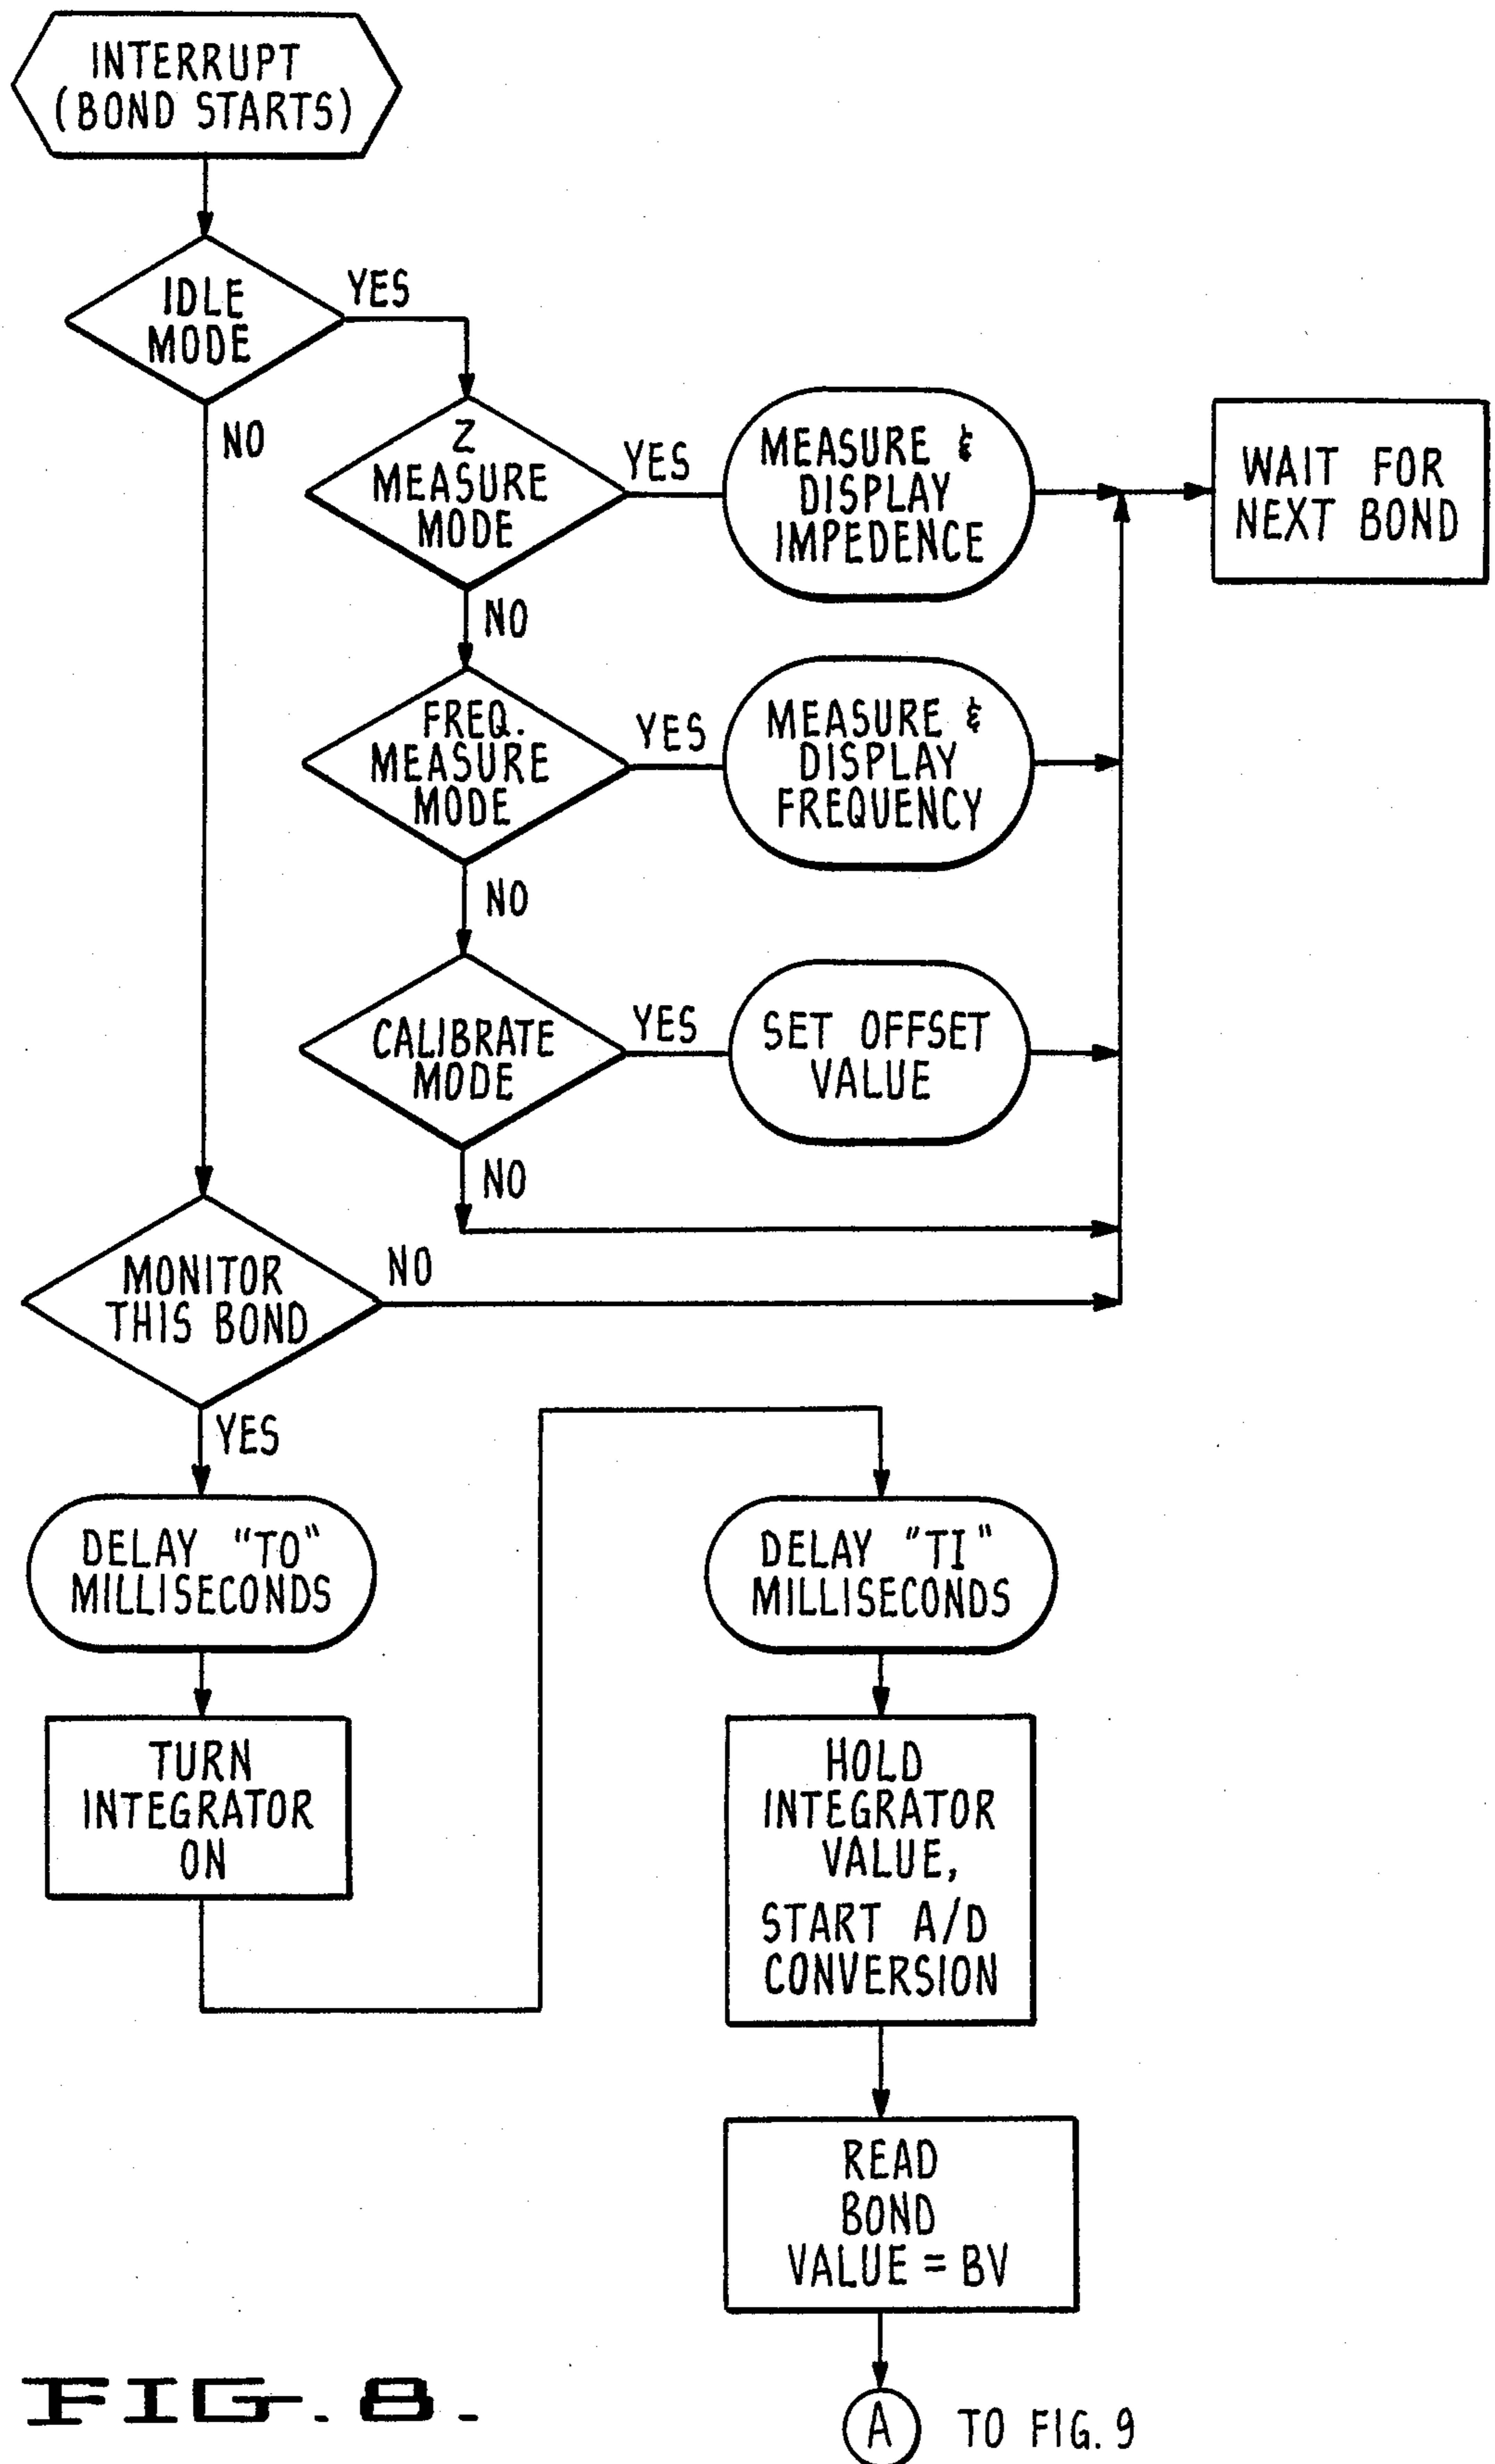 INTERRUPT
(BOND STARTS)
IDLE
MODE
YES
NO
Z
MEASURE
MODE
YES
MEASURE &
DISPLAY
IMPEDENCE
WAIT FOR
NEXT BOND
NO
FREQ.
MEASURE
MODE
YES
MEASURE &
DISPLAY
FREQUENCY
NO
CALIBRATE
MODE
YES
SET OFFSET
VALUE
NO
MONITOR
THIS BOND
NO
YES
DELAY "TO"
MILLISECONDS
TURN
INTEGRATOR
ON
DELAY "TI"
MILLISECONDS
HOLD
INTEGRATOR
VALUE,
START A/D
CONVERSION
READ
BOND
VALUE = BV
A TO FIG. 9
FIG. 8.